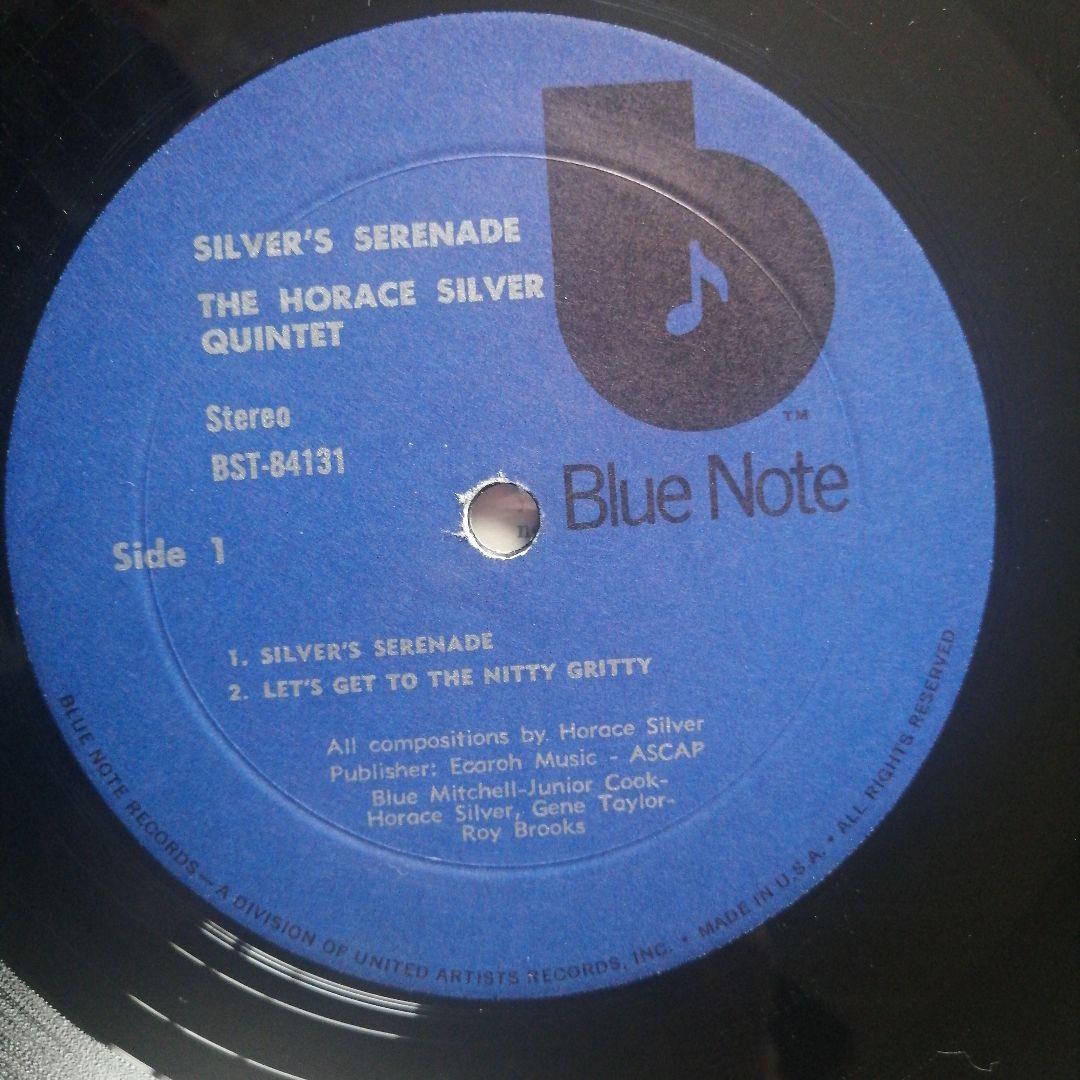 SILVER'S SERENADE
THE HORACE SILVER
QUINTET
Stereo
BST-84131
Side 1
b
TM
Blue Note
1. SILVER'S SERENADE
2. LET'S GET TO THE NITTY GRITTY
All compositions by Horace Silver
Publisher: Ecaroh Music - ASCAP
Blue Mitchell-Junior Cook-
Horace Silver, Gene Taylor-
Roy Brooks
BLUE NOTE RECORDS — A DIVISION OF UNITED ARTISTS RECORDS, INC. • MADE IN U.S.A. • ALL RIGHTS RESERVED